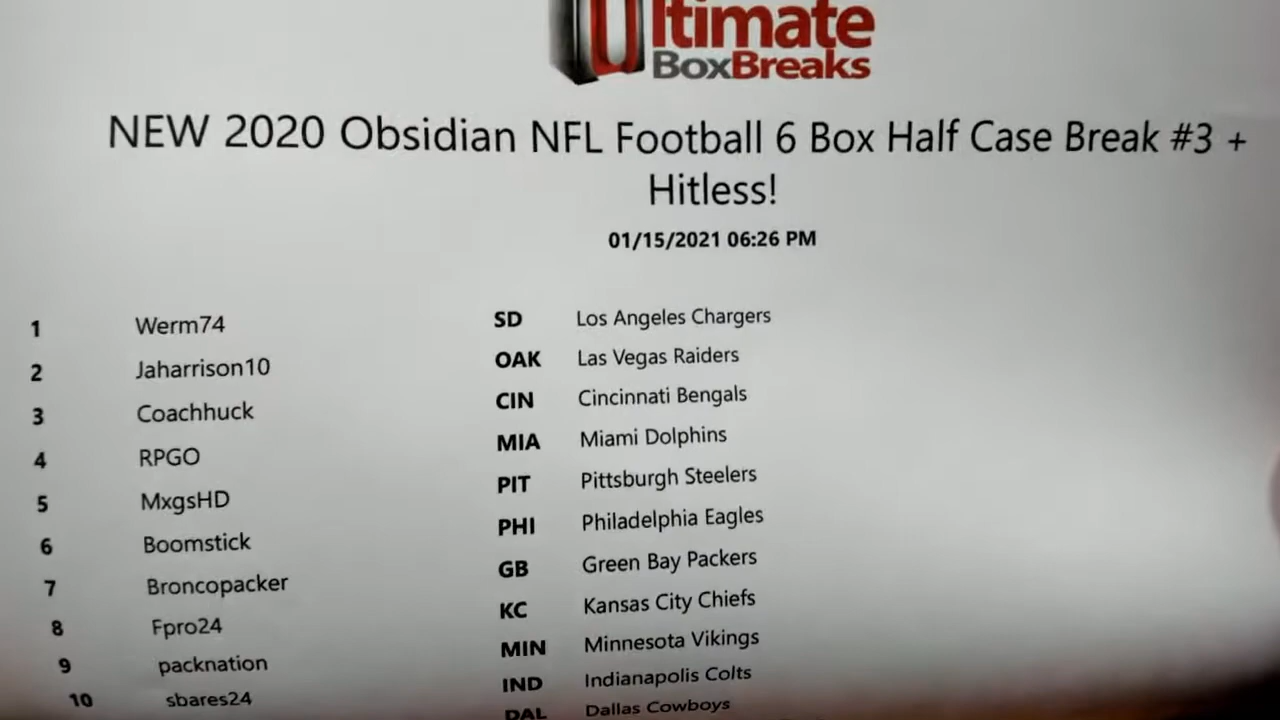 Ultimate
BoxBreaks
NEW 2020 Obsidian NFL Football 6 Box Half Case Break #3 +
Hitless!
01/15/2021 06:26 PM
1 Werm74 SD Los Angeles Chargers
2 Jaharrison10 OAK Las Vegas Raiders
3 Coachhuck CIN Cincinnati Bengals
4 RPGO MIA Miami Dolphins
5 MxgsHD PIT Pittsburgh Steelers
6 Boomstick PHI Philadelphia Eagles
7 Broncopacker GB Green Bay Packers
8 Fpro24 KC Kansas City Chiefs
9 packnation MIN Minnesota Vikings
10 sbares24 IND Indianapolis Colts
DAL Dallas Cowboys